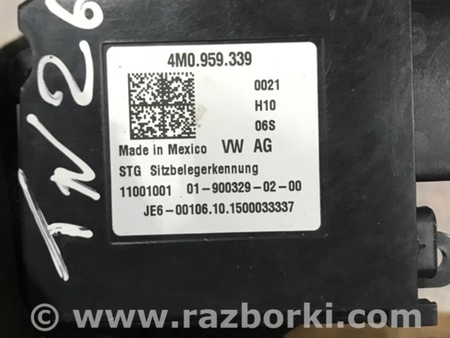 TN26
4M0.959.339
0021
H10
06S
Made in Mexico VW AG
STG Sitzbelegerkennung
11001001 01-900329-02-00
JE6-00106.10.1500033337
© www.razborki.com